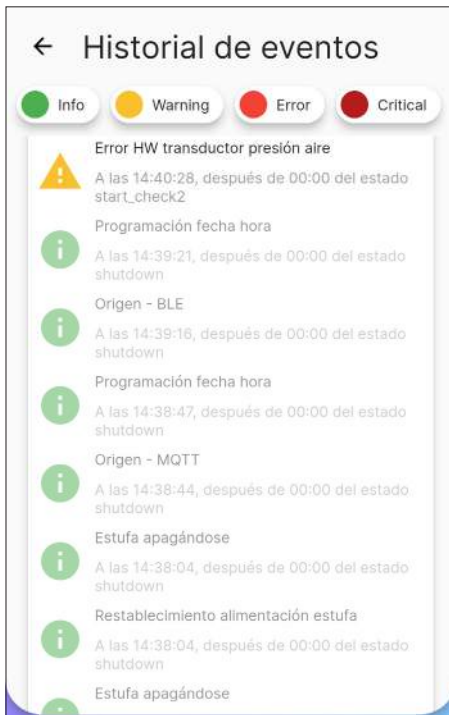 Historial de eventos
Info
Warning
Error
Critical
Error HW transductor presión aire
A las 14:40:28, después de 00:00 del estado
start_check2
Programación fecha hora
A las 14:39:21, después de 00:00 del estado
shutdown
Origen - BLE
A las 14:39:16, después de 00:00 del estado
shutdown
Programación fecha hora
A las 14:38:47, después de 00:00 del estado
shutdown
Origen - MQTT
A las 14:38:44, después de 00:00 del estado
shutdown
Estufa apagándose
A las 14:38:04, después de 00:00 del estado
shutdown
Restablecimiento alimentación estufa
A las 14:38:04, después de 00:00 del estado
shutdown
Estufa apagándose